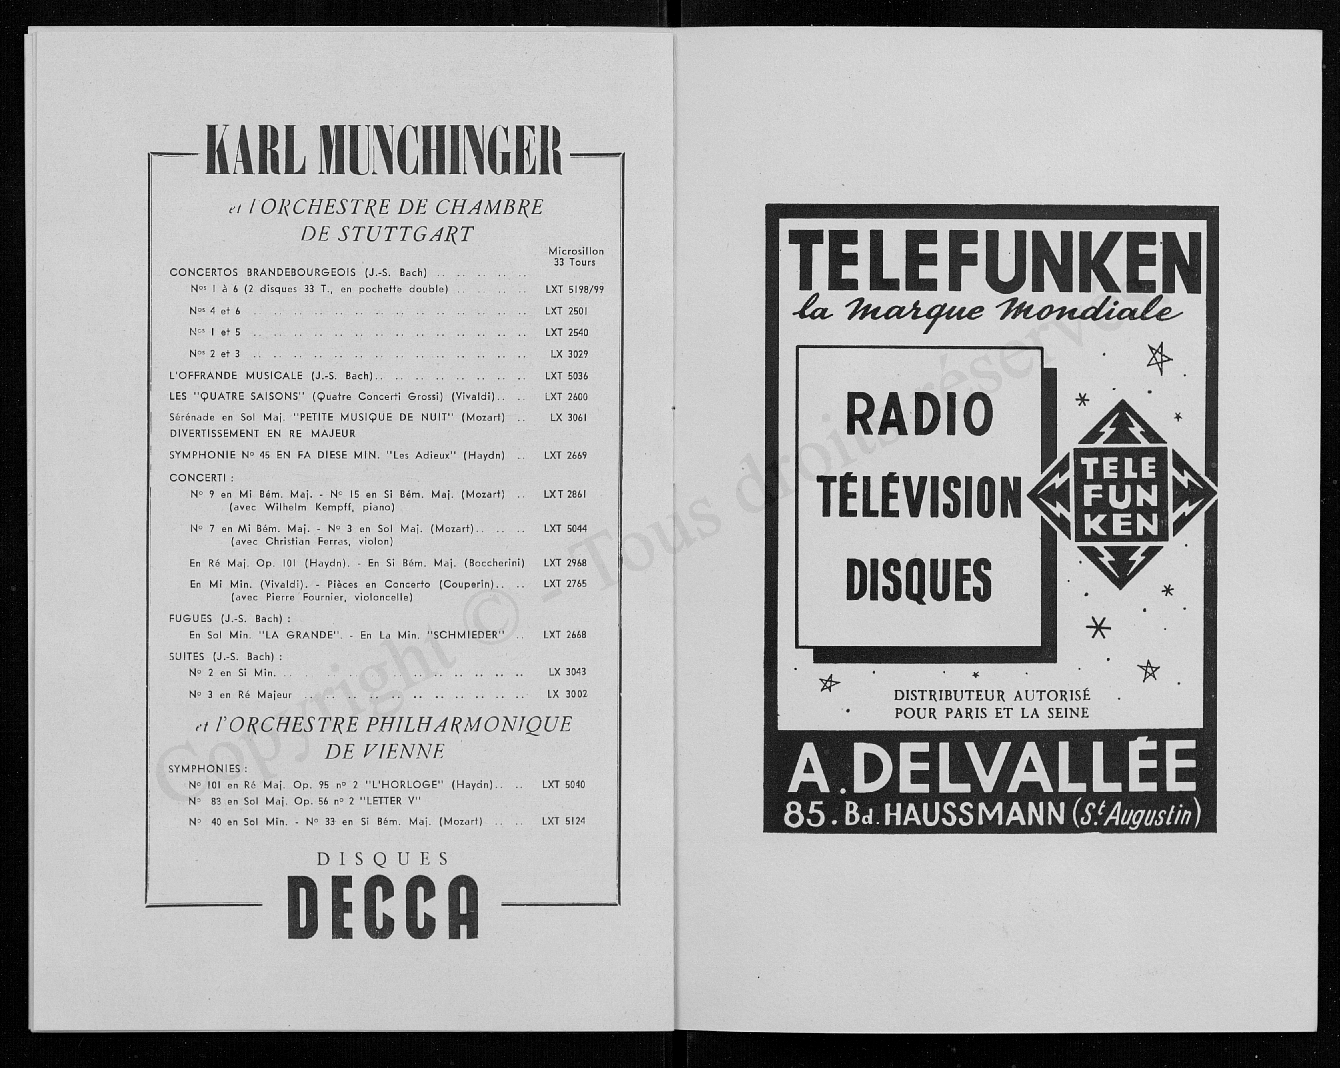 KARL MUNCHINGER
et l'ORCHESTRE DE CHAMBRE
DE STUTTGART
Microsillon
33 Tours
CONCERTOS BRANDEBOURGEOIS (J.-S. Bach) .. .. .. .. ..
Nos 1 à 6 (2 disques 33 T., en pochette double) .. .. .. .. LXT 5198/99
Nos 4 et 6 .. .. .. .. .. .. .. .. .. .. .. .. .. .. LXT 2501
Nos 1 et 5 .. .. .. .. .. .. .. .. .. .. .. .. .. .. LXT 2540
Nos 2 et 3 .. .. .. .. .. .. .. .. .. .. .. .. .. .. LX 3029
L'OFFRANDE MUSICALE (J.-S. Bach).. .. .. .. .. .. .. .. LXT 5036
LES "QUATRE SAISONS" (Quatre Concerti Grossi) (Vivaldi).. .. LXT 2600
Sérénade en Sol Maj. "PETITE MUSIQUE DE NUIT" (Mozart) .. LX 3061
DIVERTISSEMENT EN RE MAJEUR
SYMPHONIE No 45 EN FA DIESE MIN. "Les Adieux" (Haydn) .. LXT 2669
CONCERTI :
No 9 en Mi Bém. Maj. - No 15 en Si Bém. Maj. (Mozart) .. LXT 2861
(avec Wilhelm Kempff, piano)
No 7 en Mi Bém. Maj. - No 3 en Sol Maj. (Mozart).. .. .. LXT 5044
(avec Christian Ferras, violon)
En Ré Maj. Op. 101 (Haydn). - En Si Bém. Maj. (Boccherini) LXT 2968
En Mi Min. (Vivaldi). - Pièces en Concerto (Couperin).. .. LXT 2765
(avec Pierre Fournier, violoncelle)
FUGUES (J.-S. Bach) :
En Sol Min. "LA GRANDE". - En La Min. "SCHMIEDER" .. LXT 2668
SUITES (J.-S. Bach) :
No 2 en Si Min. .. .. .. .. .. .. .. .. .. .. .. .. LX 3043
No 3 en Ré Majeur .. .. .. .. .. .. .. .. .. .. .. LX 3002
et l'ORCHESTRE PHILHARMONIQUE
DE VIENNE
SYMPHONIES :
No 101 en Ré Maj. Op. 95 no 2 "L'HORLOGE" (Haydn).. .. LXT 5040
No 83 en Sol Maj. Op. 56 no 2 "LETTER V"
No 40 en Sol Min. - No 33 en Si Bém. Maj. (Mozart) .. .. LXT 5124
DISQUES
DECCA
TELEFUNKEN
la marque mondiale
RADIO
TÉLÉVISION
DISQUES
TELE
FUN
KEN
DISTRIBUTEUR AUTORISÉ
POUR PARIS ET LA SEINE
A. DELVALLÉE
85. Bd. HAUSSMANN (St Augustin)
Copyright © - Tous droits réservés